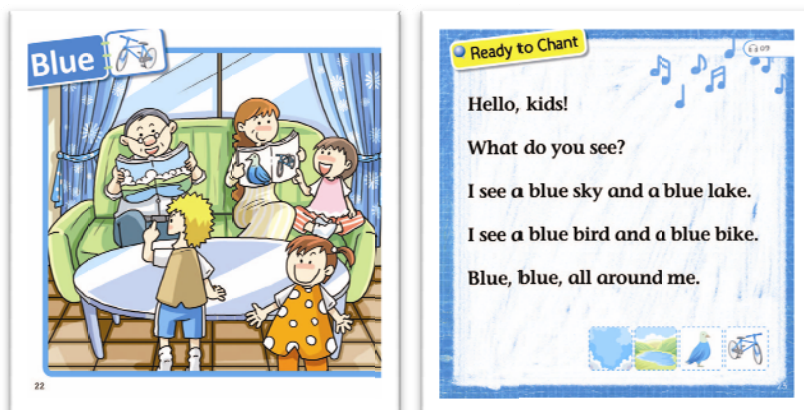 Blue
22
Ready to Chant
09
Hello, kids!
What do you see?
I see a blue sky and a blue lake.
I see a blue bird and a blue bike.
Blue, blue, all around me.